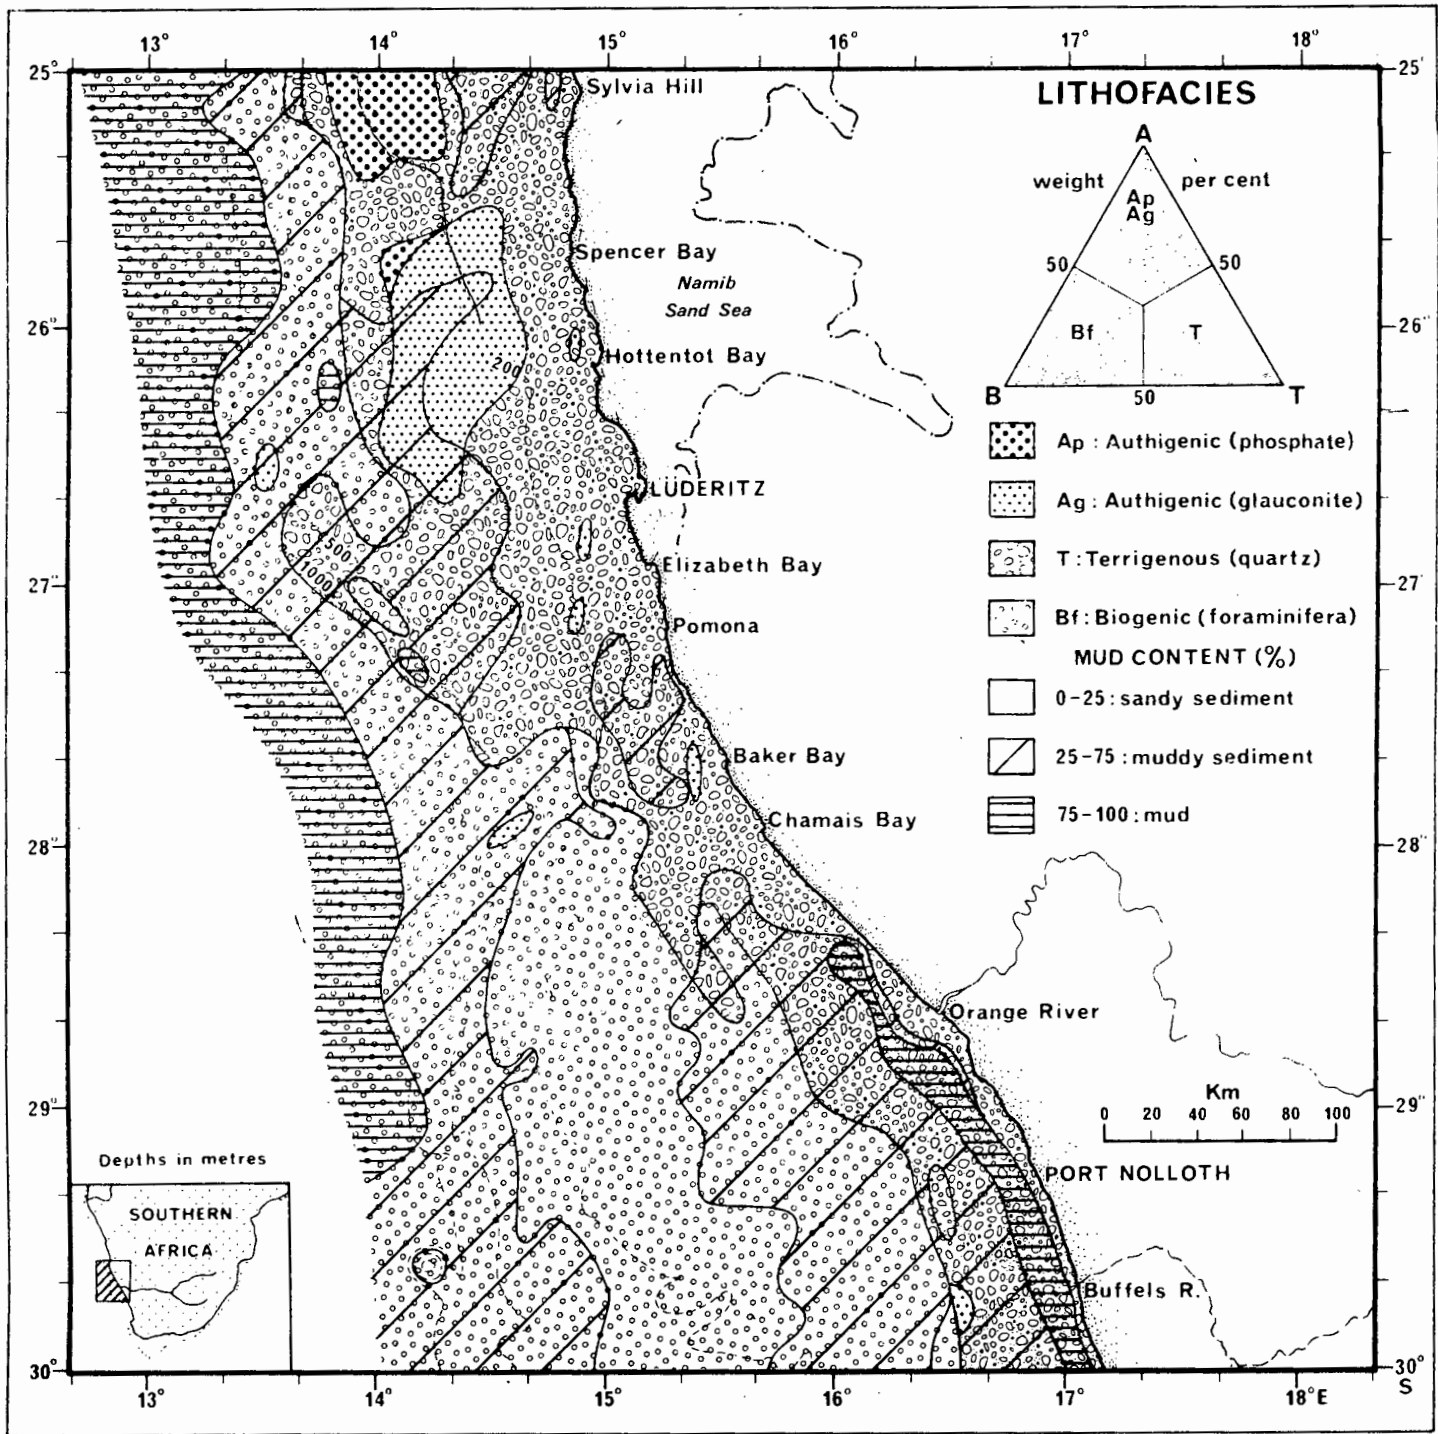 13° 14° 15° 16° 17° 18°
25° 25'
Sylvia Hill
LITHOFACIES
A
weight per cent
Ap
Ag
50 50
Bf T
B 50 T
Spencer Bay
Namib
Sand Sea
26° 26°
Hottentot Bay
200
Ap : Authigenic (phosphate)
LÜDERITZ
Ag : Authigenic (glauconite)
500
1000
Elizabeth Bay
T : Terrigenous (quartz)
27° 27°
Pomona
Bf : Biogenic (foraminifera)
MUD CONTENT (%)
0-25 : sandy sediment
Baker Bay
25-75 : muddy sediment
Chamais Bay
75-100 : mud
28° 28°
Orange River
Km
0 20 40 60 80 100
29° 29°
Depths in metres
PORT NOLLOTH
SOUTHERN
AFRICA
Buffels R.
30° 30°
S
13° 14° 15° 16° 17° 18°E